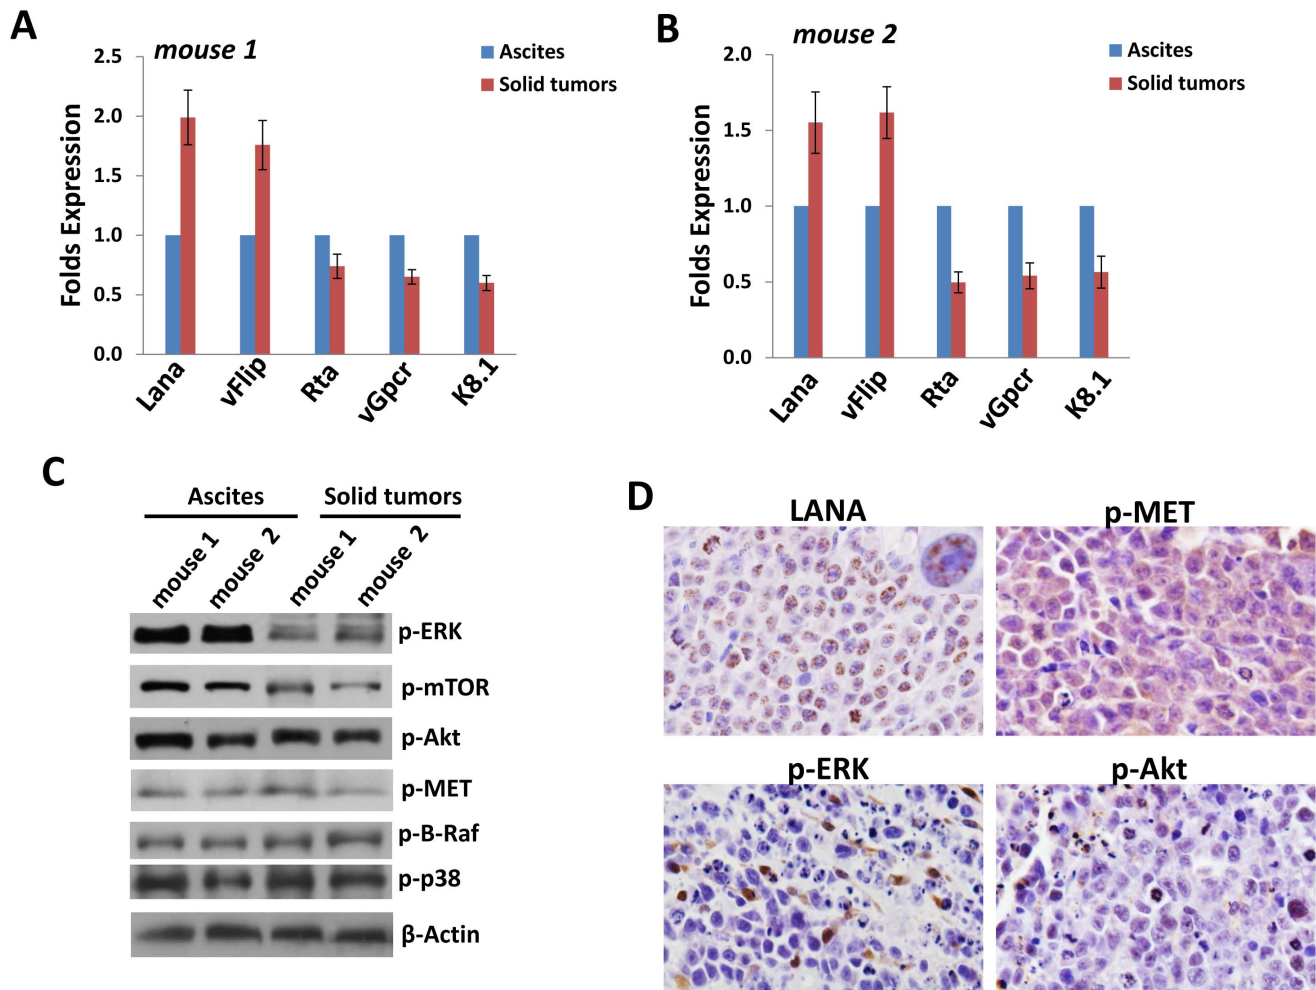 A
mouse 1
Ascites
Solid tumors
Folds Expression
2.5
2.0
1.5
1.0
0.5
0.0
Lana
vFlip
Rta
vGpcr
K8.1
B
mouse 2
Ascites
Solid tumors
Folds Expression
2.0
1.5
1.0
0.5
0.0
Lana
vFlip
Rta
vGpcr
K8.1
C
Ascites
Solid tumors
mouse 1
mouse 2
mouse 1
mouse 2
p-ERK
p-mTOR
p-Akt
p-MET
p-B-Raf
p-p38
β-Actin
D
LANA
p-MET
p-ERK
p-Akt